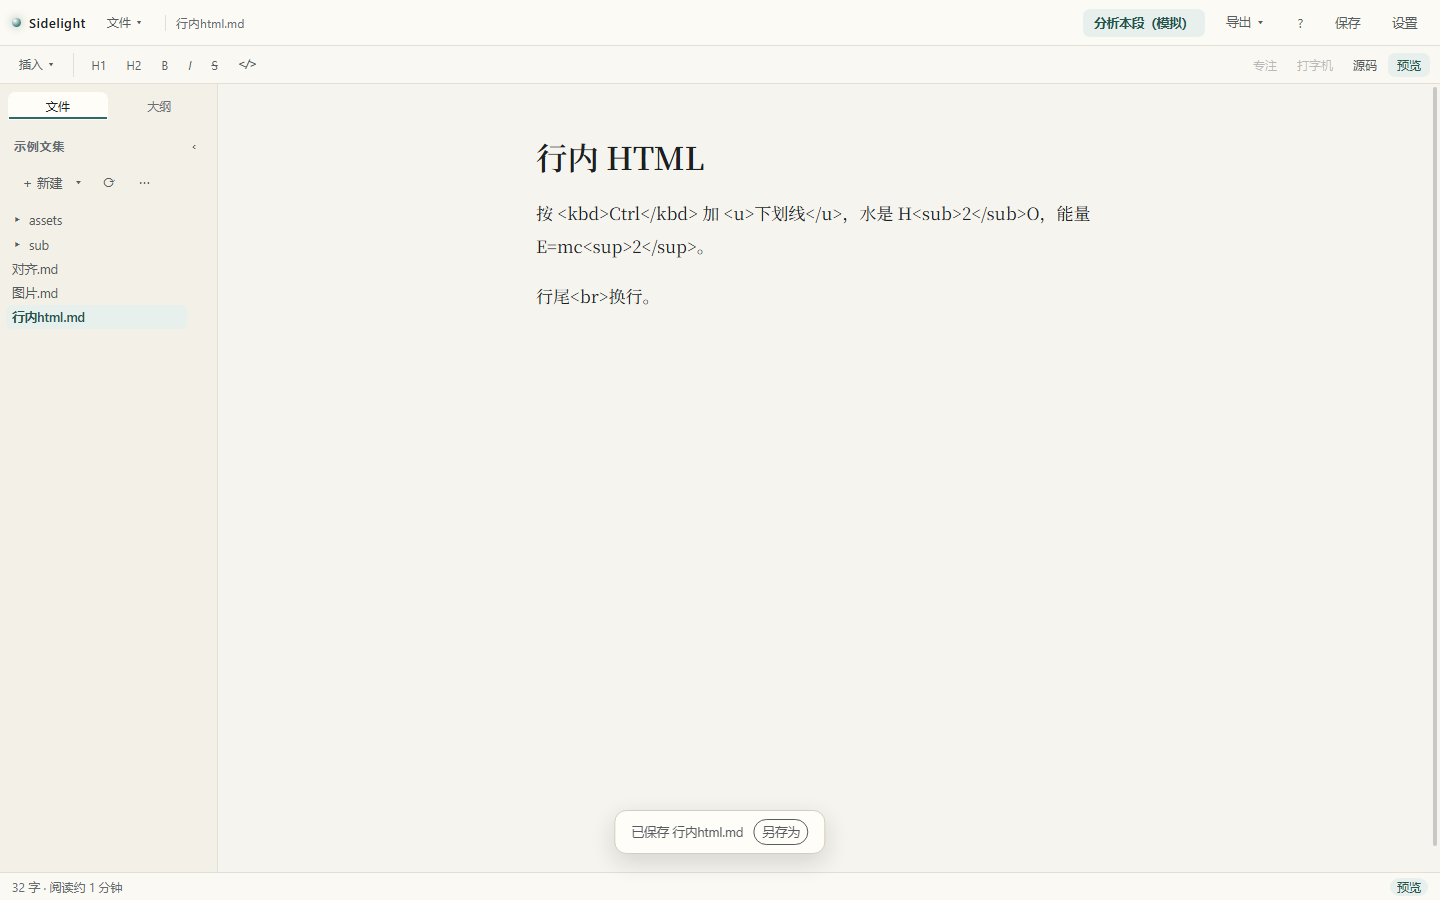 Sidelight 文件 行内html.md 分析本段（模拟） 导出 ? 保存 设置
插入 H1 H2 B I S </> 专注 打字机 源码 预览
文件 大纲
示例文集 ‹
+ 新建 ···
assets
sub
对齐.md
图片.md
行内html.md
行内 HTML
按 <kbd>Ctrl</kbd> 加 <u>下划线</u>，水是 H<sub>2</sub>O，能量
E=mc<sup>2</sup>。
行尾<br>换行。
已保存 行内html.md 另存为
32 字 · 阅读约 1 分钟 预览